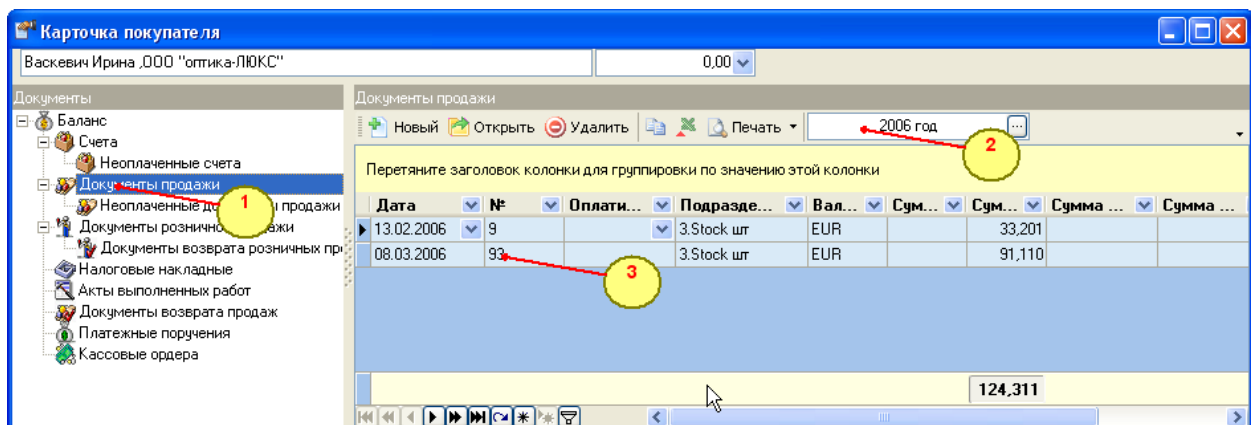 Карточка покупателя
Васкевич Ирина ,ООО "оптика-ЛЮКС" 0,00
Документы
Баланс
Счета
Неоплаченные счета
Документы продажи
Неоплаченные до ы продажи
Документы рознично ажи
Документы возврата розничных пр
Налоговые накладные
Акты выполненных работ
Документы возврата продаж
Платежные поручения
Кассовые ордера
1
Документы продажи
Новый Открыть Удалить Печать 2006 год ...
2
Перетяните заголовок колонки для группировки по значению этой колонки
Дата № Оплати... Подразде... Вал... Сум... Сум... Сумма ... Сумма ...
13.02.2006 9 3.Stock шт EUR 33,201
08.03.2006 93 3.Stock шт EUR 91,110
3
124,311